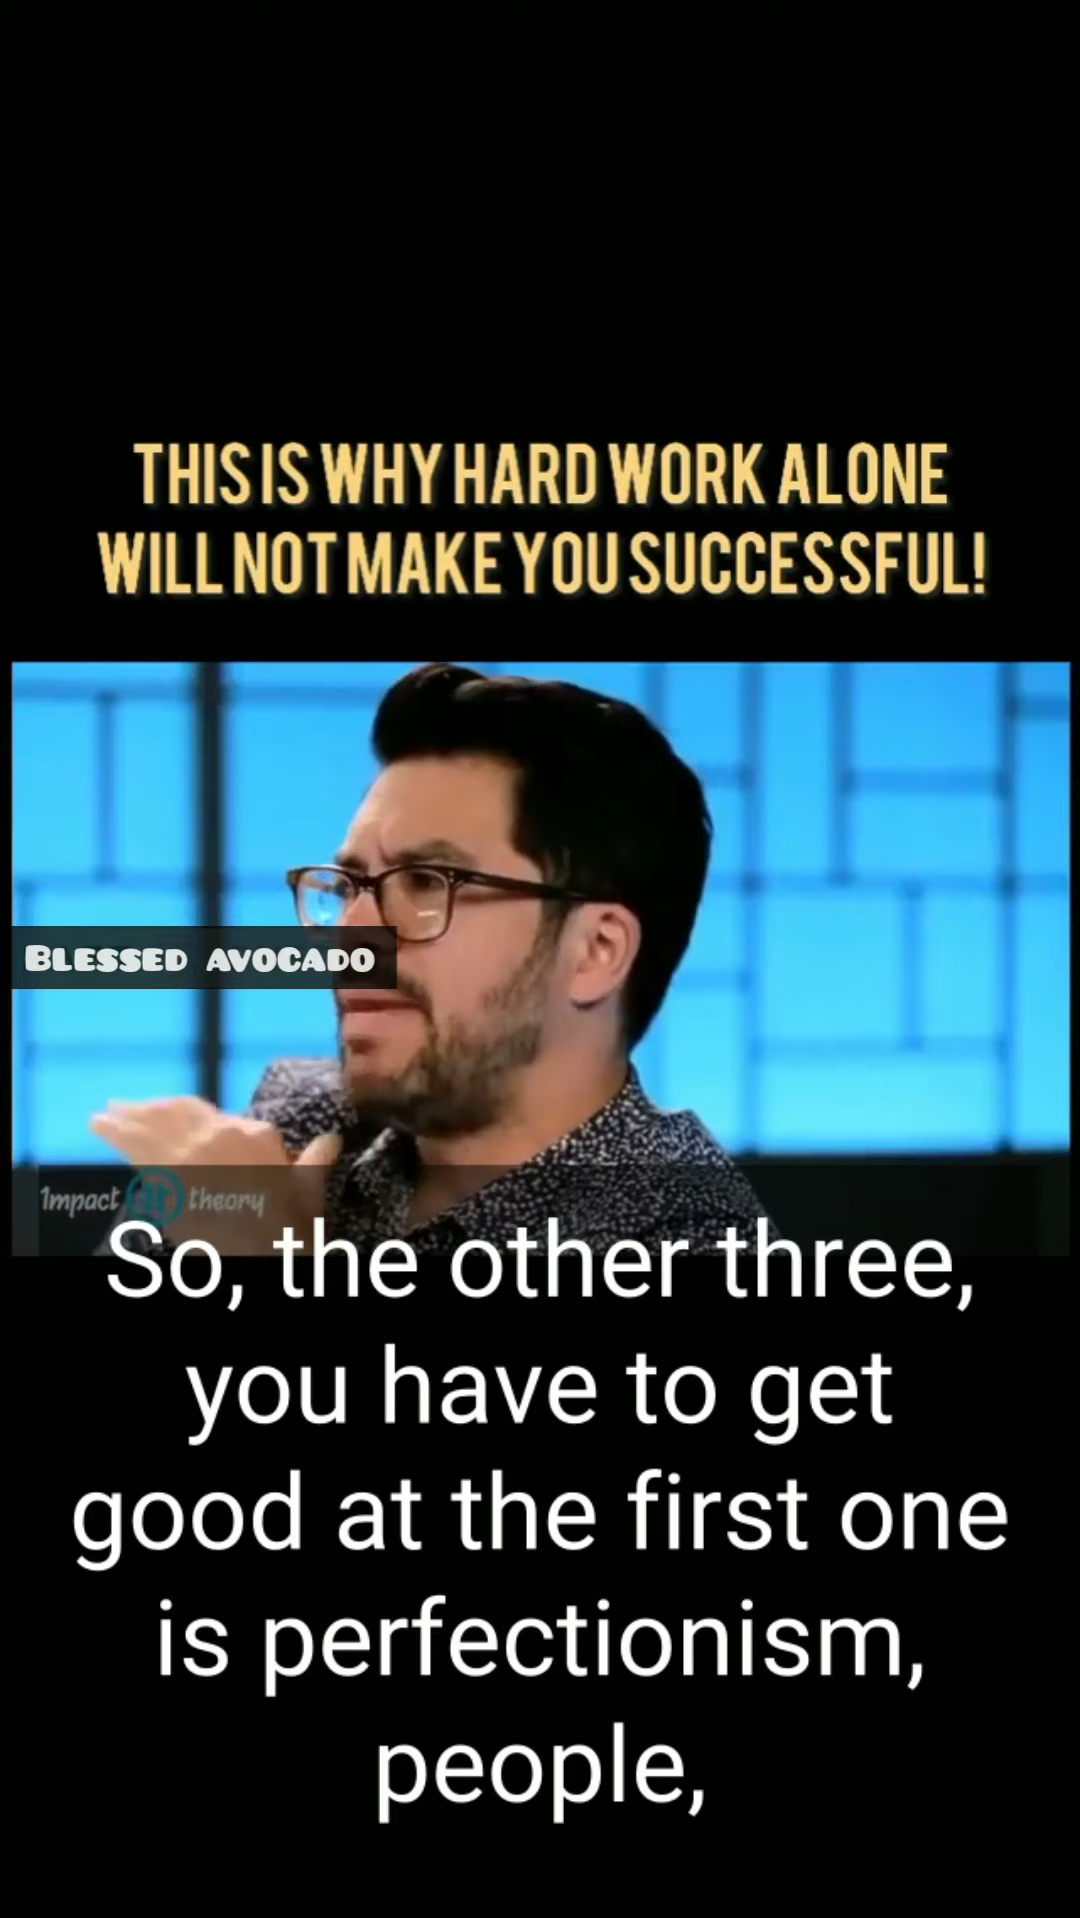 THIS IS WHY HARD WORK ALONE
WILL NOT MAKE YOU SUCCESSFUL!
BLESSED AVOCADO
1mpact theory
So, the other three,
you have to get
good at the first one
is perfectionism,
people,